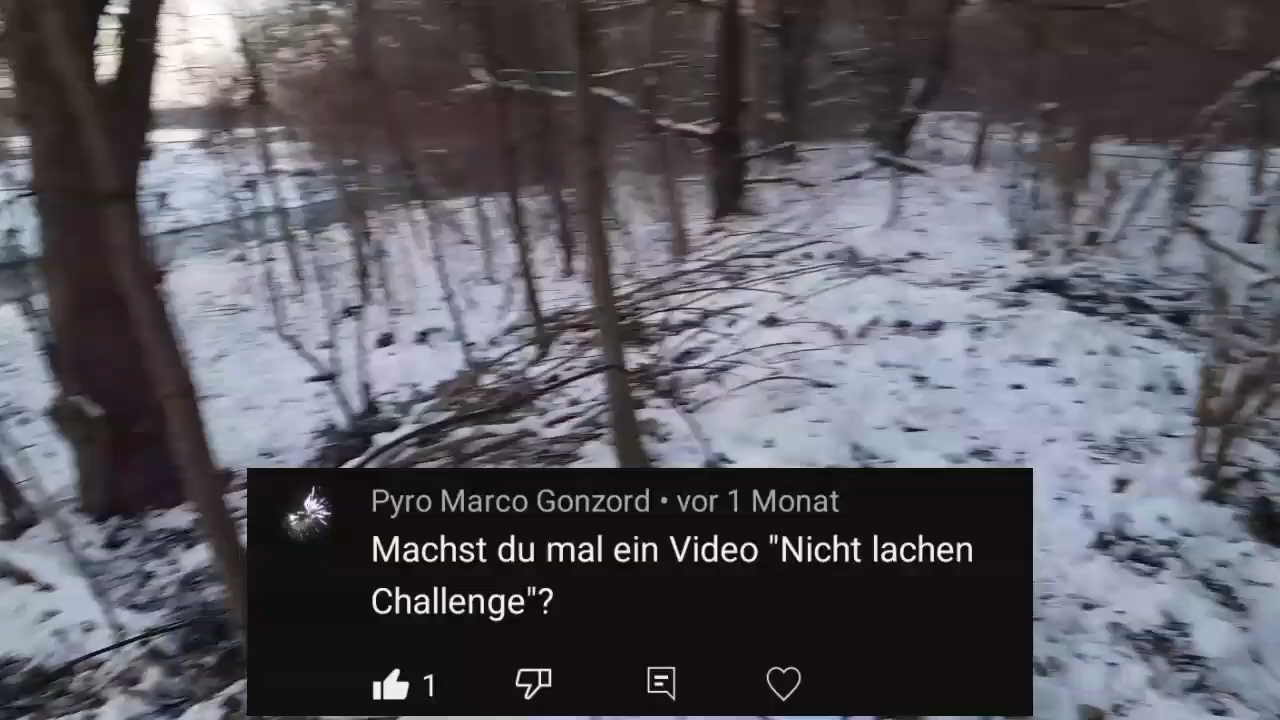 Pyro Marco Gonzord • vor 1 Monat
Machst du mal ein Video "Nicht lachen
Challenge"?
1